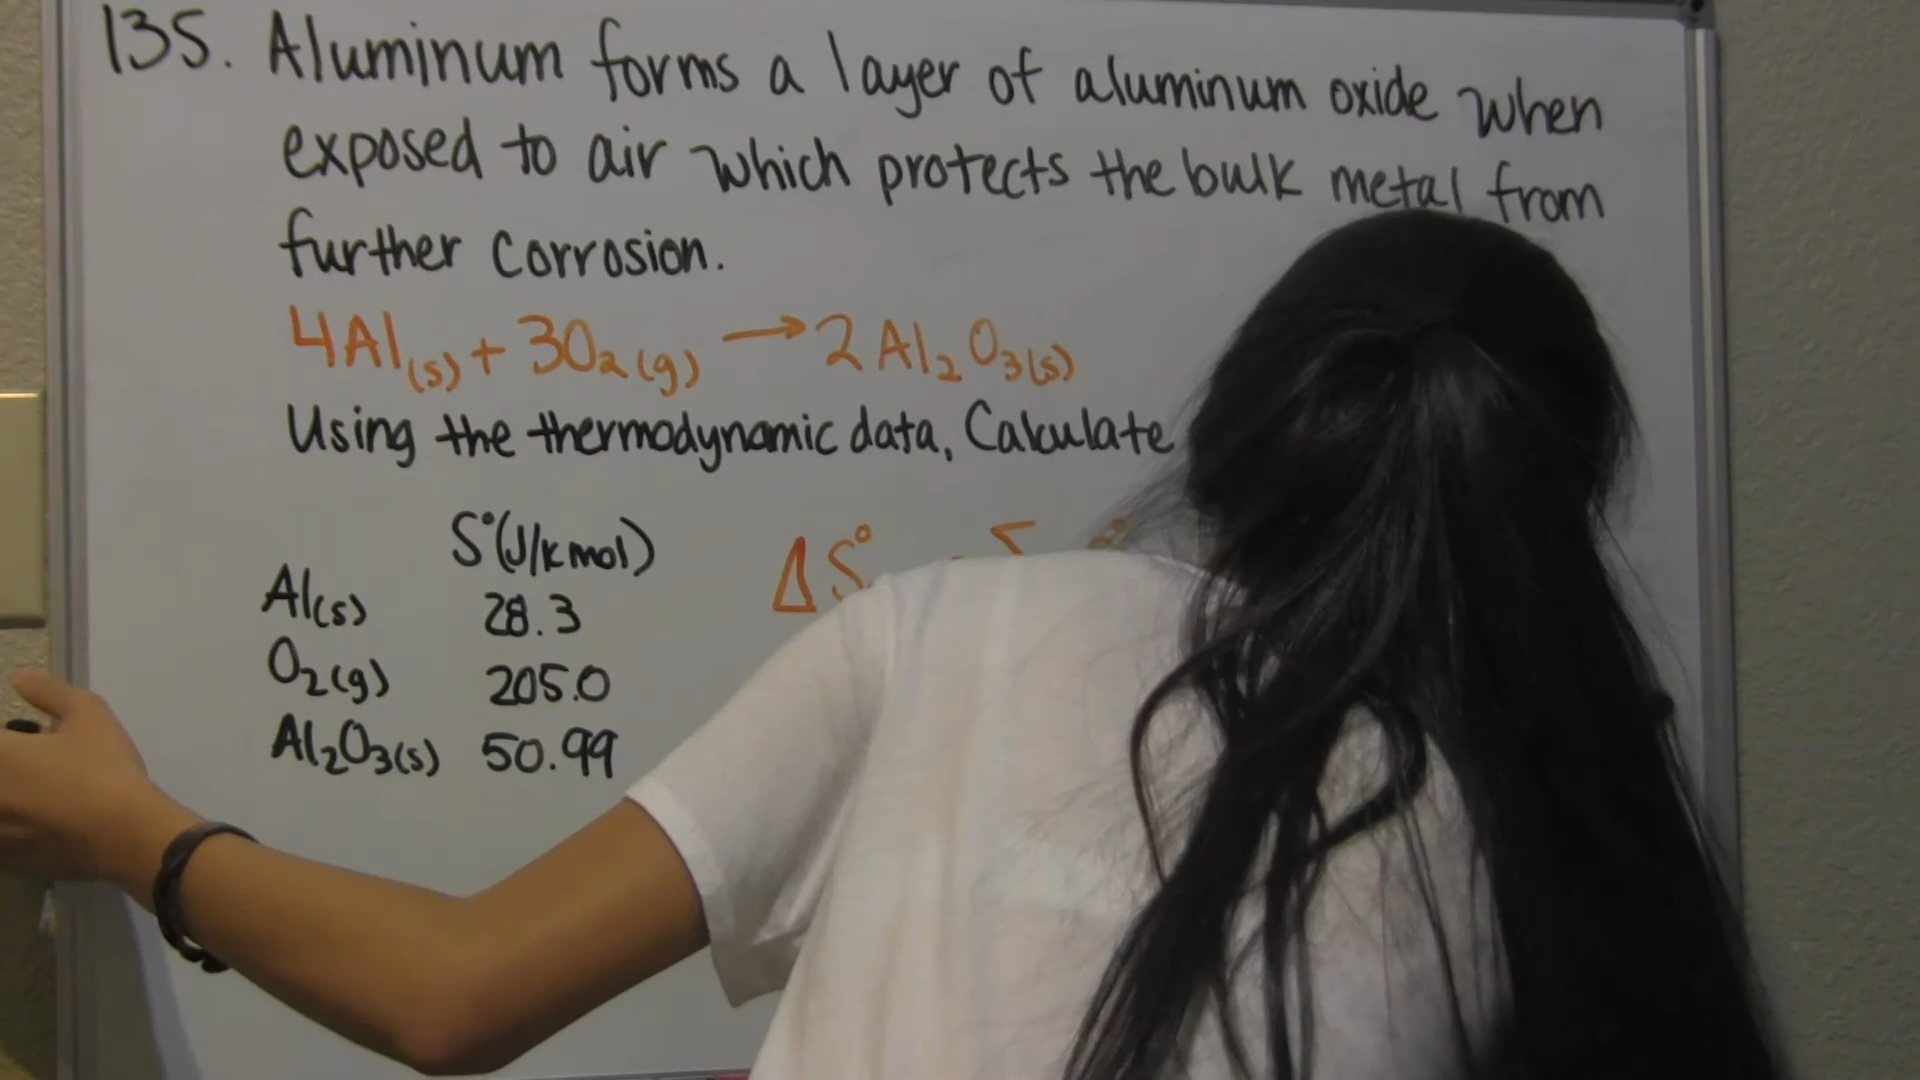 135. Aluminum forms a layer of aluminum oxide when
exposed to air which protects the bulk metal from
further corrosion.
4Al(s) + 3O₂(g) → 2Al₂O₃(s)
Using the thermodynamic data, Calculate
S°(J/Kmol)
Al(s) 28.3
O₂(g) 205.0
Al₂O₃(s) 50.99
ΔS°